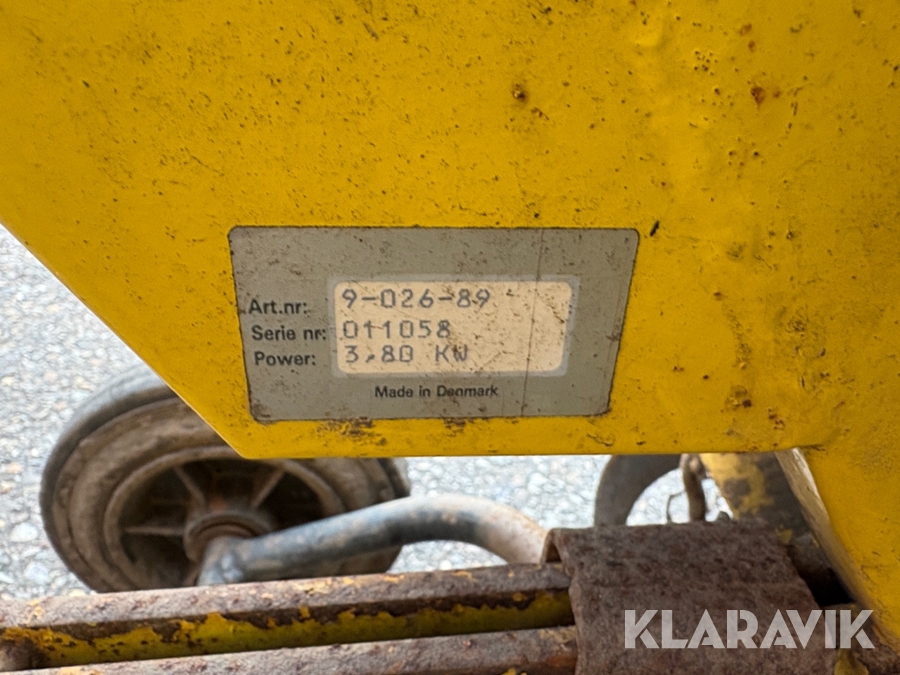 Art.nr: 9-026-89
Serie nr: 011058
Power: 3,80 KW
Made in Denmark
KLARAVIK